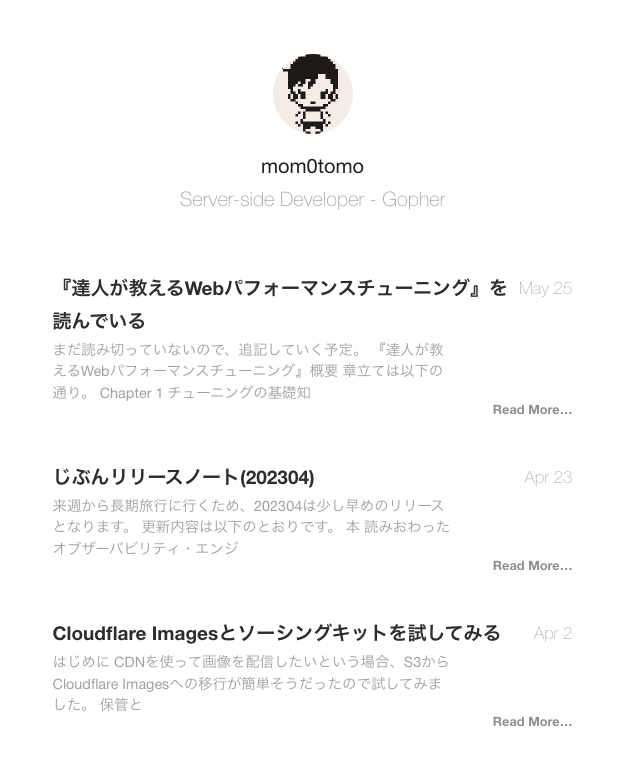 mom0tomo
Server-side Developer - Gopher
『達人が教えるWebパフォーマンスチューニング』を
読んでいる
May 25
まだ読み切っていないので、追記していく予定。 『達人が教
えるWebパフォーマンスチューニング』概要 章立ては以下の
通り。 Chapter 1 チューニングの基礎知
Read More...
じぶんリリースノート(202304)
Apr 23
来週から長期旅行に行くため、202304は少し早めのリリース
となります。 更新内容は以下のとおりです。 本 読みおわった
オブザーバビリティ・エンジ
Read More...
Cloudflare Imagesとソーシングキットを試してみる
Apr 2
はじめに CDNを使って画像を配信したいという場合、S3から
Cloudflare Imagesへの移行が簡単そうだったので試してみま
した。 保管と
Read More...